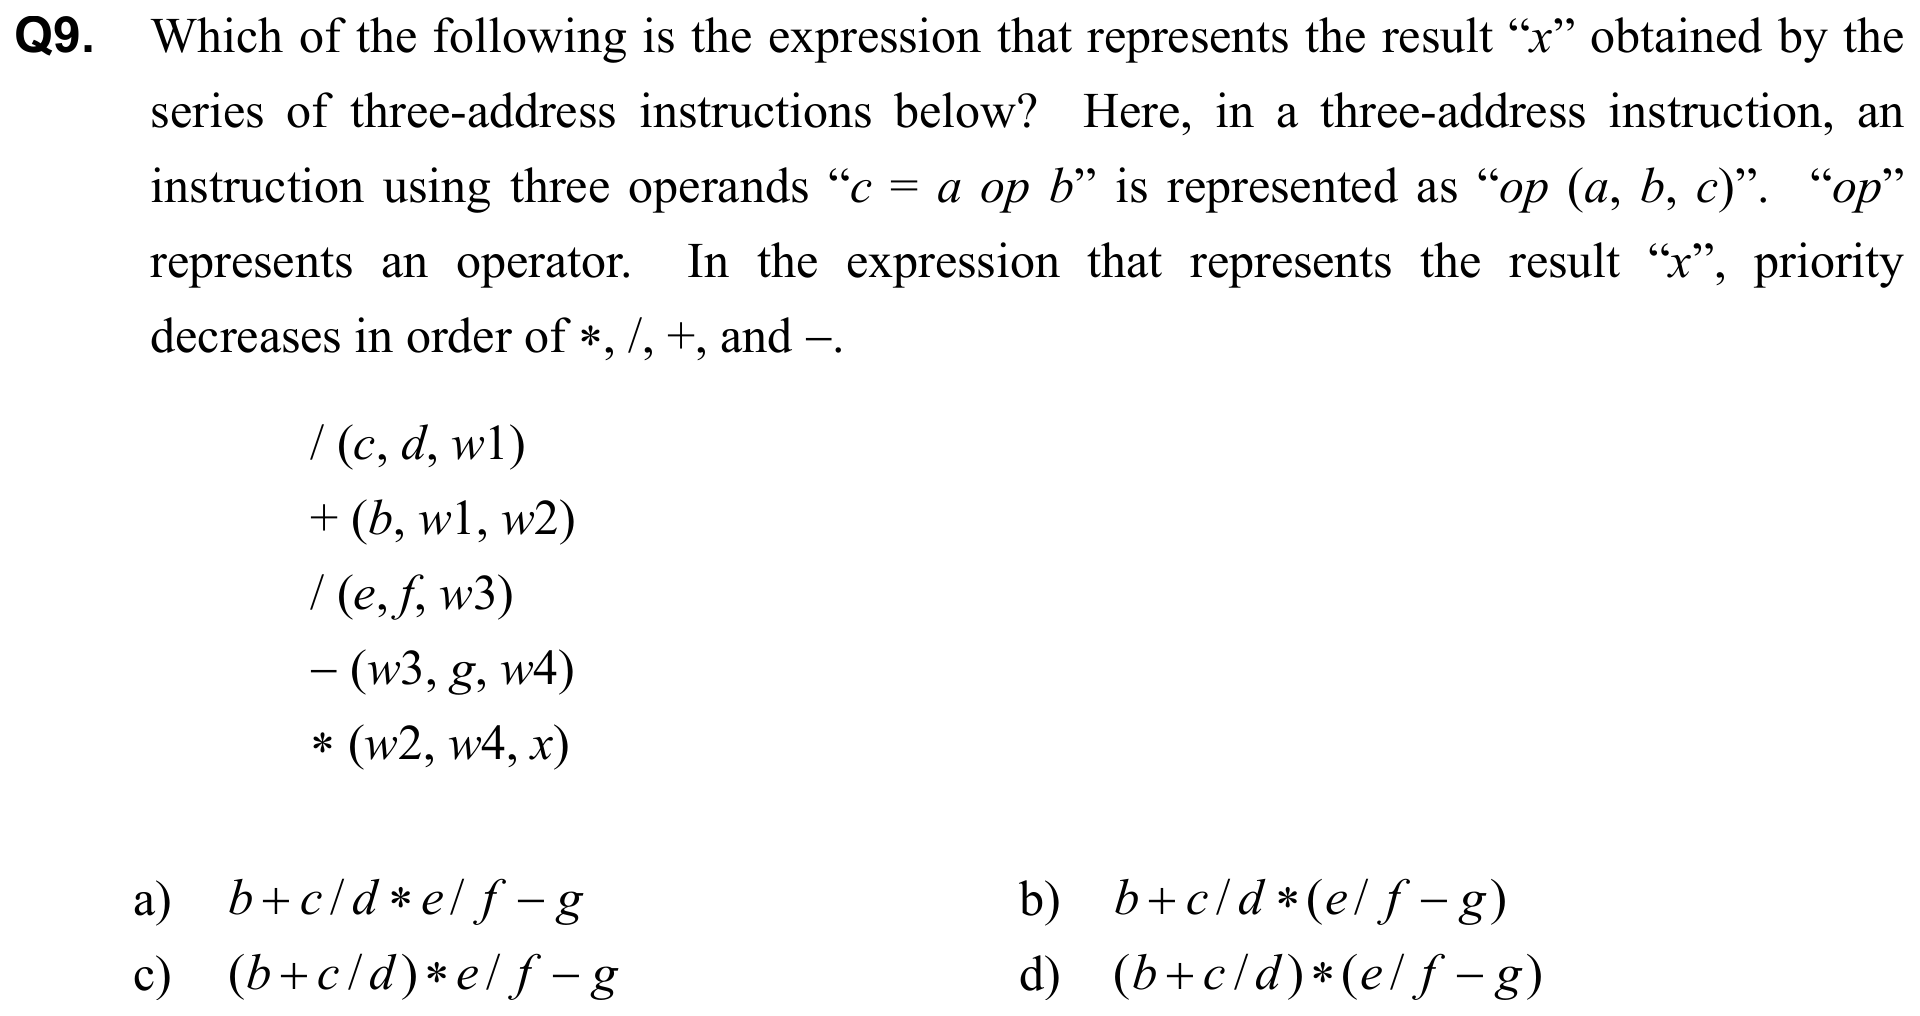 Q9. Which of the following is the expression that represents the result “x” obtained by the
series of three-address instructions below? Here, in a three-address instruction, an
instruction using three operands “c = a op b” is represented as “op (a, b, c)”. “op”
represents an operator. In the expression that represents the result “x”, priority
decreases in order of *, /, +, and –.
/ (c, d, w1)
+ (b, w1, w2)
/ (e, f, w3)
– (w3, g, w4)
* (w2, w4, x)
a) b+c/d*e/f–g b) b+c/d*(e/f–g)
c) (b+c/d)*e/f–g d) (b+c/d)*(e/f–g)